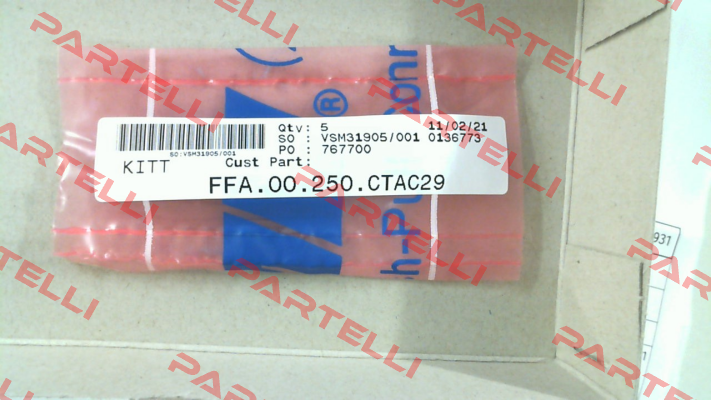 Qty: 5 11/02/21
SO : VSM31905/001 0136773
PO : 767700
SO:VSM31905/001
KITT Cust Part:
FFA.00.250.CTAC29
®
931
PARTELLI
PARTELLI
PARTELLI
PARTELLI
PARTELLI
PARTELLI
PARTELLI
PARTELLI